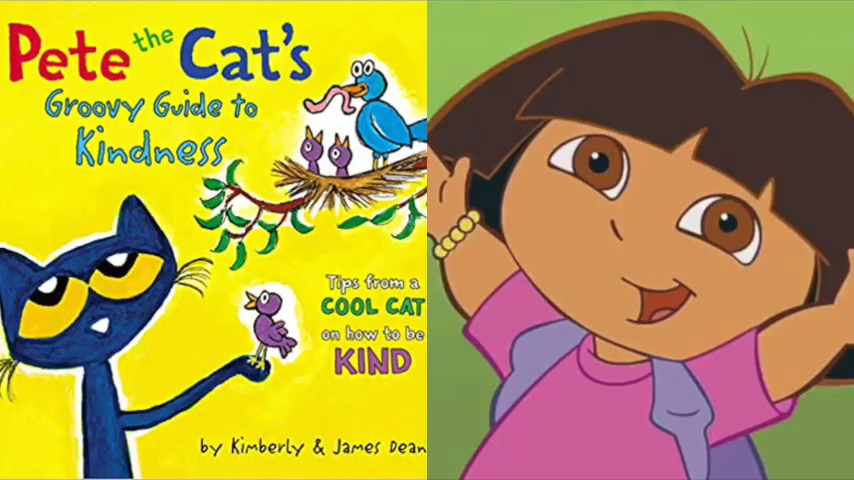 Pete the Cat's
Groovy Guide to
Kindness
Tips from a
COOL CAT
on how to be
KIND
by Kimberly & James Dean